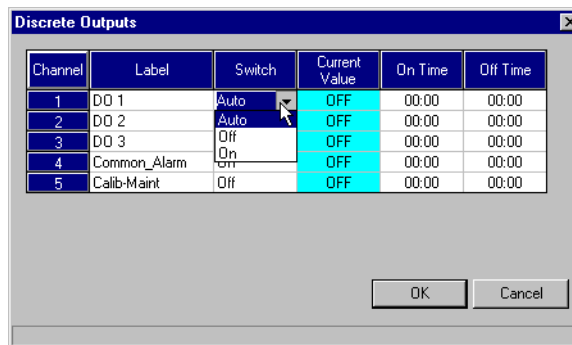 Discrete Outputs
Channel Label Switch Current Value On Time Off Time
1 DO 1 Auto OFF 00:00 00:00
2 DO 2 Auto OFF 00:00 00:00
3 DO 3 Off OFF 00:00 00:00
On
4 Common_Alarm OFF 00:00 00:00
5 Calib-Maint Off OFF 00:00 00:00
OK Cancel